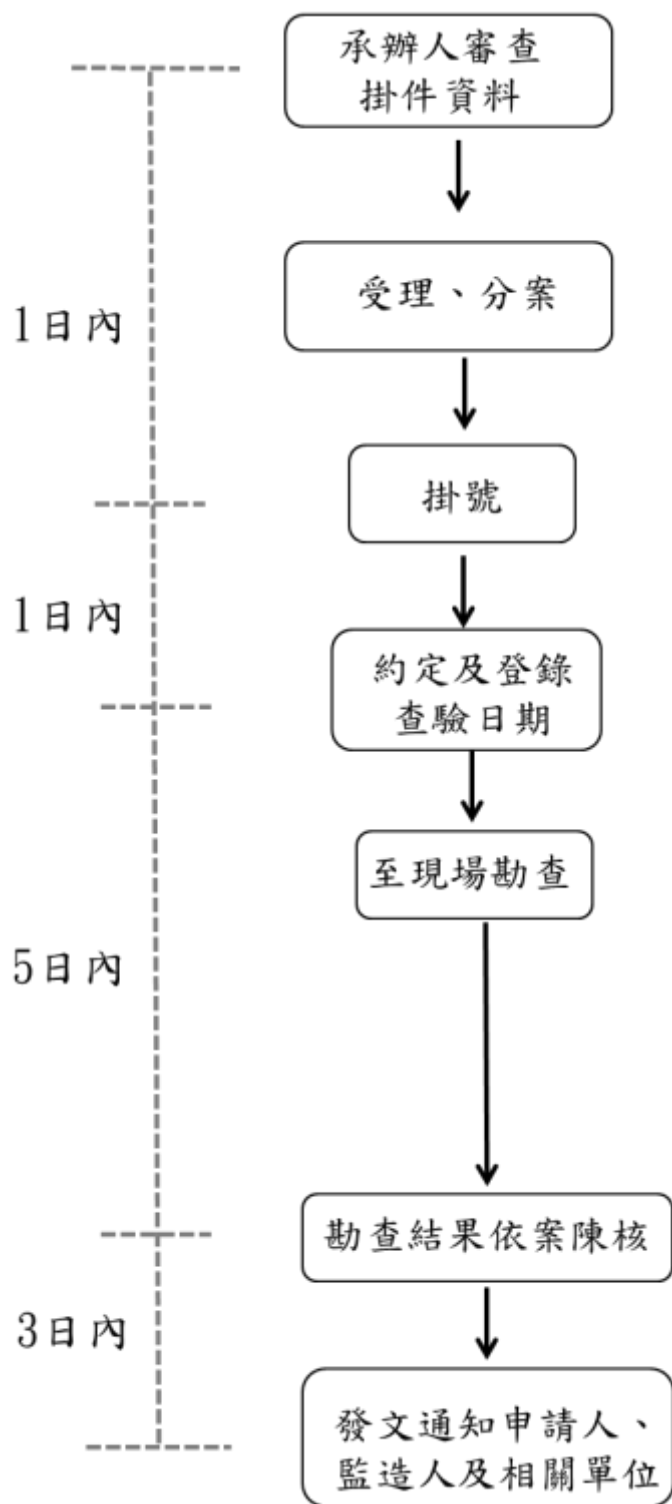 承辦人審查
掛件資料
受理、分案
1日內
掛號
1日內
約定及登錄
查驗日期
至現場勘查
5日內
勘查結果依案陳核
3日內
發文通知申請人、
監造人及相關單位